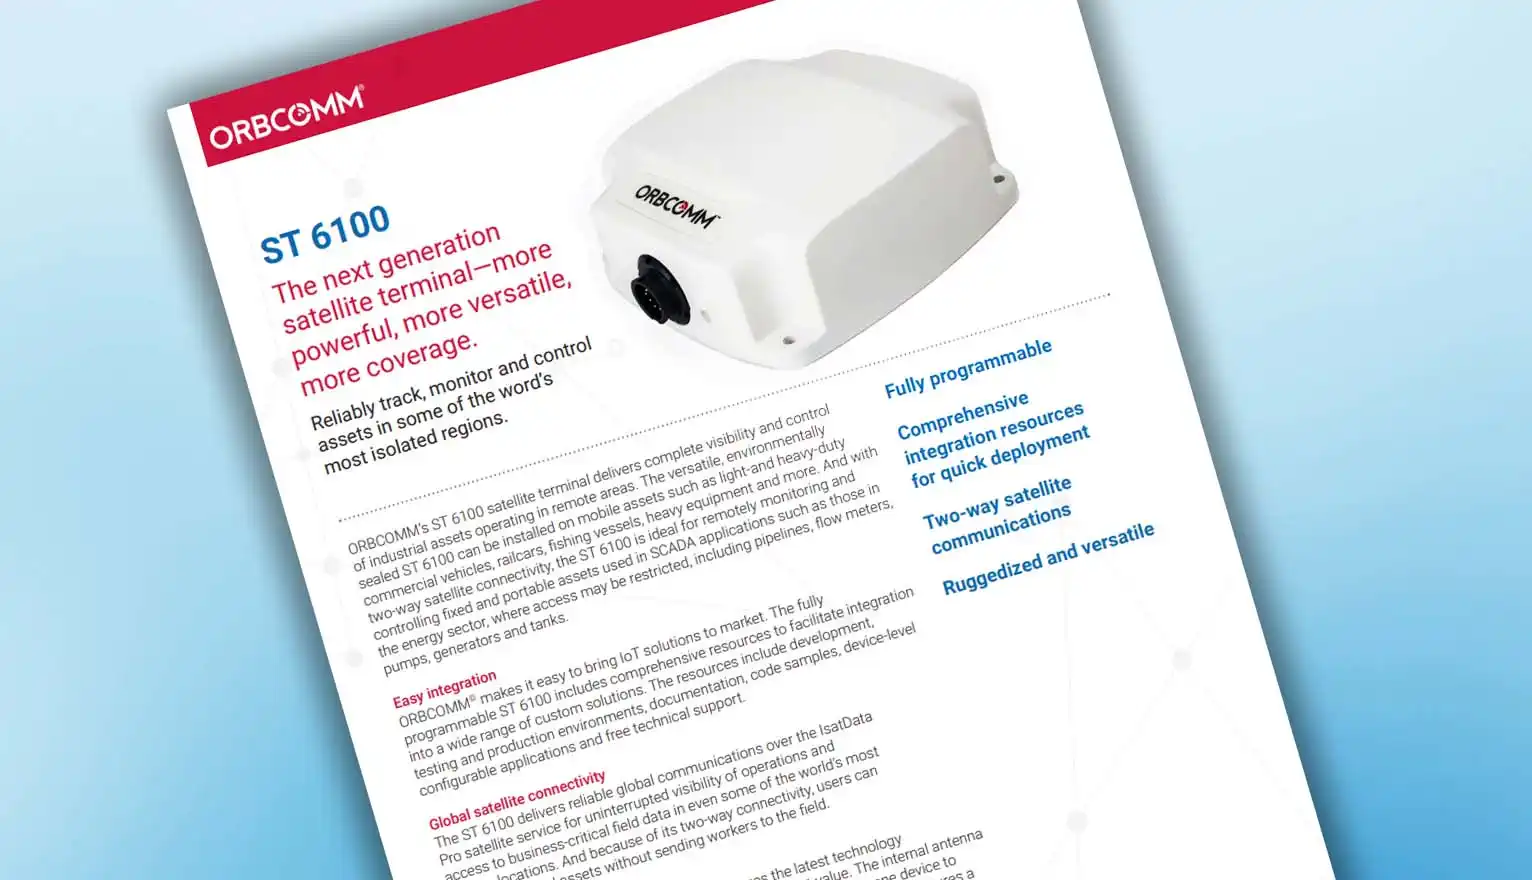 ORBCOMM®
ORBCOMM™
ST 6100
The next generation
satellite terminal—more
powerful, more versatile,
more coverage.
Reliably track, monitor and control
assets in some of the word's
most isolated regions.
ORBCOMM's ST 6100 satellite terminal delivers complete visibility and control
of industrial assets operating in remote areas. The versatile, environmentally
sealed ST 6100 can be installed on mobile assets such as light-and heavy-duty
commercial vehicles, railcars, fishing vessels, heavy equipment and more. And with
two-way satellite connectivity, the ST 6100 is ideal for remotely monitoring and
controlling fixed and portable assets used in SCADA applications such as those in
the energy sector, where access may be restricted, including pipelines, flow meters,
pumps, generators and tanks.
Easy integration
ORBCOMM® makes it easy to bring IoT solutions to market. The fully
programmable ST 6100 includes comprehensive resources to facilitate integration
into a wide range of custom solutions. The resources include development,
testing and production environments, documentation, code samples, device-level
configurable applications and free technical support.
Global satellite connectivity
The ST 6100 delivers reliable global communications over the IsatData
Pro satellite service for uninterrupted visibility of operations and
access to business-critical field data in even some of the world's most
locations. And because of its two-way connectivity, users can
assets without sending workers to the field.
the latest technology
value. The internal antenna
device to
a
Fully programmable
Comprehensive
integration resources
for quick deployment
Two-way satellite
communications
Ruggedized and versatile